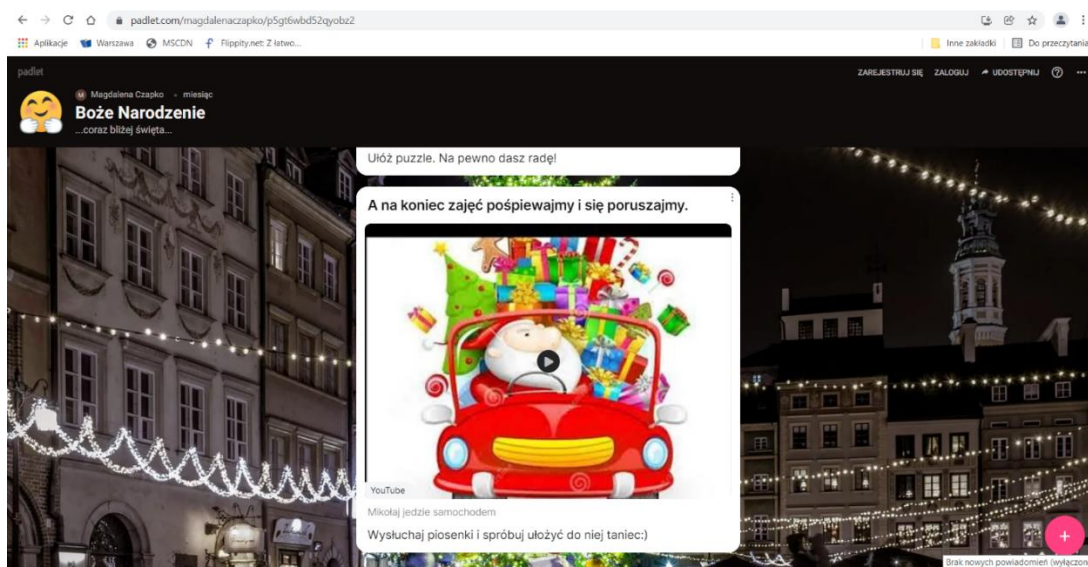 padlet.com/magdalenaczapko/p5gt6wbd52qyobz2
Aplikacje Warszawa MSCDN Flippity.net: Z łatwo... Inne zakładki Do przeczytania
padlet ZAREJESTRUJ SIĘ ZALOGUJ UDOSTĘPNIJ
M Magdalena Czapko • miesiąc
Boże Narodzenie
...coraz bliżej święta...
Ułóż puzzle. Na pewno dasz radę!
A na koniec zajęć pośpiewajmy i się poruszajmy.
YouTube
Mikołaj jedzie samochodem
Wysłuchaj piosenki i spróbuj ułożyć do niej taniec:)
Brak nowych powiadomień (wyłączon